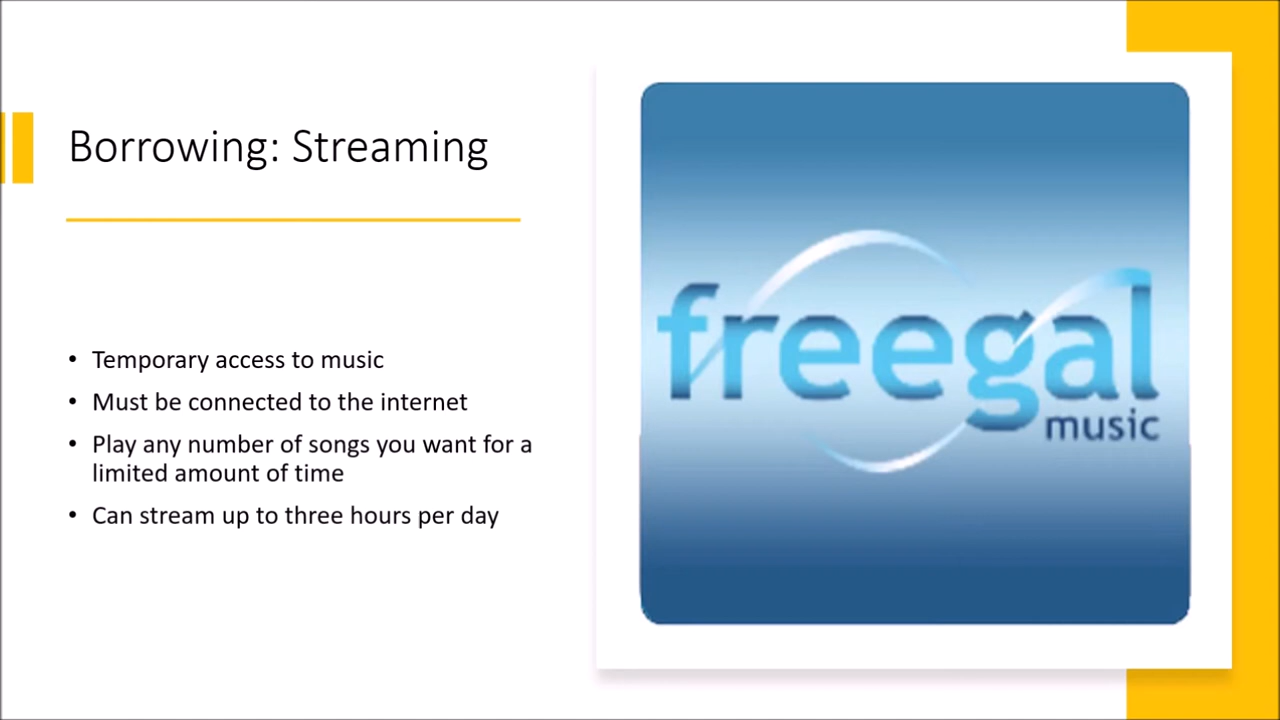 Borrowing: Streaming
• Temporary access to music
• Must be connected to the internet
• Play any number of songs you want for a
limited amount of time
• Can stream up to three hours per day
freegal
music